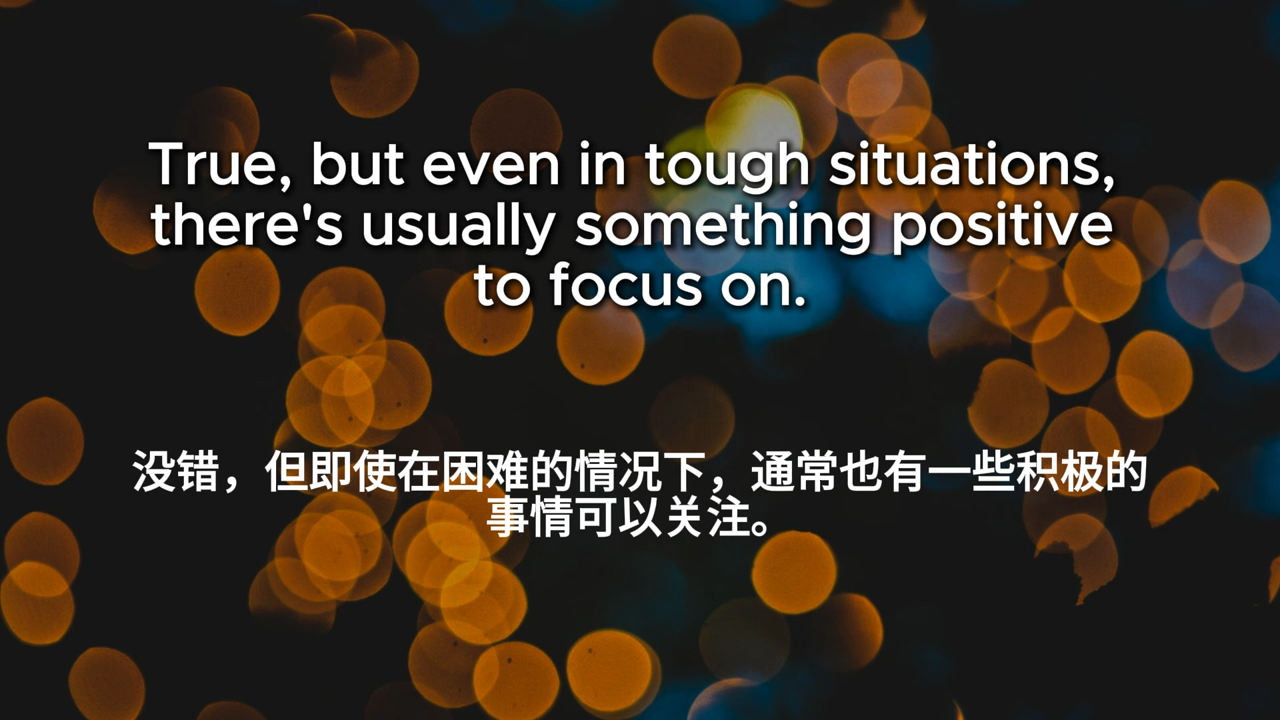 True, but even in tough situations,
there's usually something positive
to focus on.
没错，但即使在困难的情况下，通常也有一些积极的
事情可以关注。